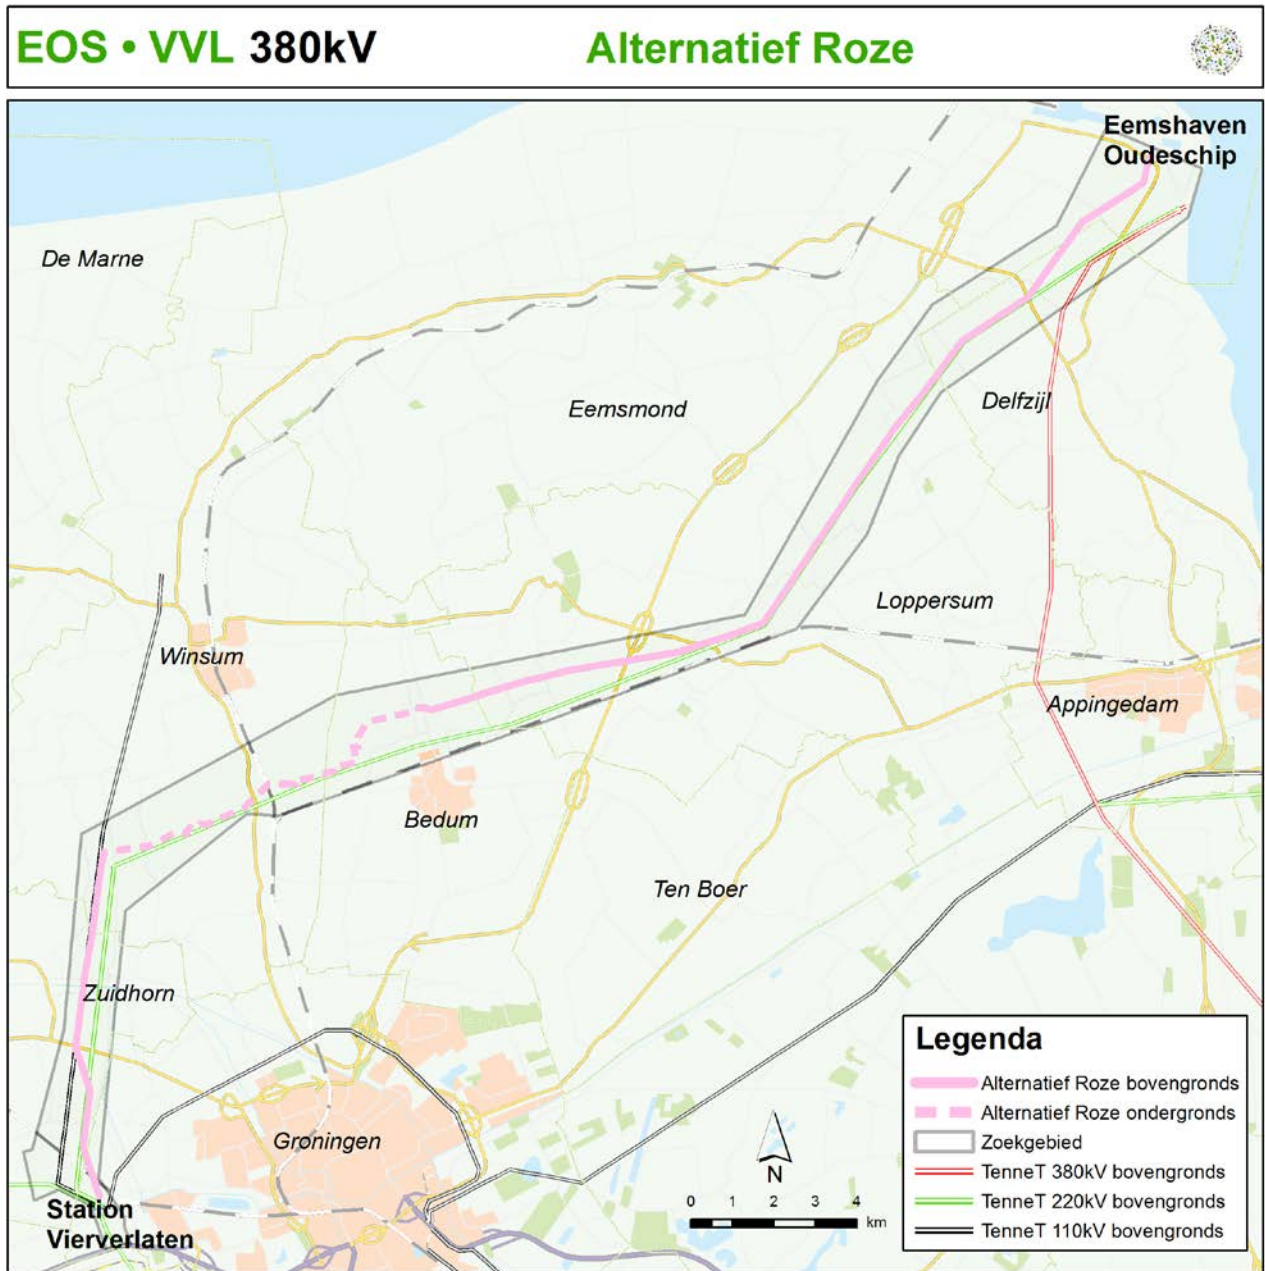 EOS • VVL 380kV
Alternatief Roze
Eemshaven
Oudeschip
De Marne
Eemsmond
Delfzijl
Loppersum
Winsum
Appingedam
Bedum
Ten Boer
Zuidhorn
Groningen
Station
Vierverlaten
N
0 1 2 3 4
km
Legenda
Alternatief Roze bovengronds
Alternatief Roze ondergronds
Zoekgebied
TenneT 380kV bovengronds
TenneT 220kV bovengronds
TenneT 110kV bovengronds